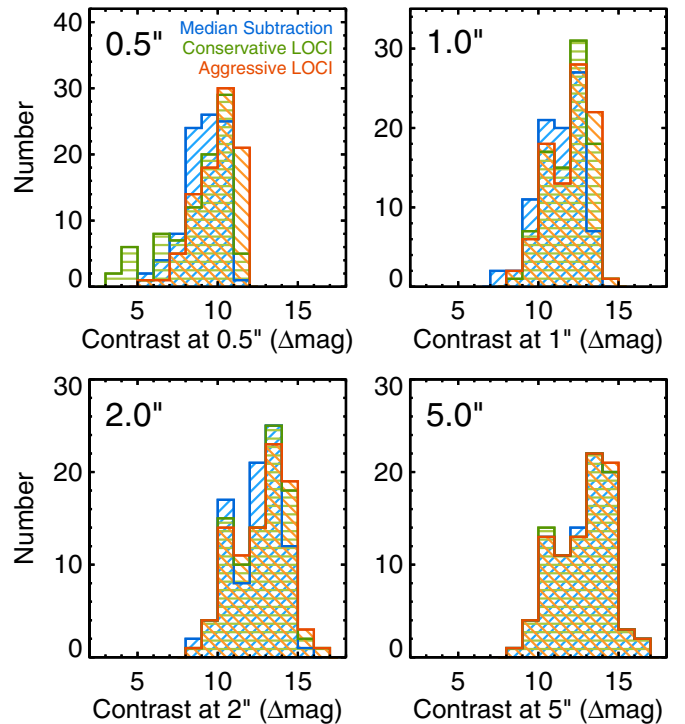 40
30
20
10
0
Number
0.5"
Median Subtraction
Conservative LOCI
Aggressive LOCI
5 10 15
Contrast at 0.5" (Δmag)
30
20
10
0
1.0"
5 10 15
Contrast at 1" (Δmag)
30
20
10
0
Number
2.0"
5 10 15
Contrast at 2" (Δmag)
30
20
10
0
5.0"
5 10 15
Contrast at 5" (Δmag)